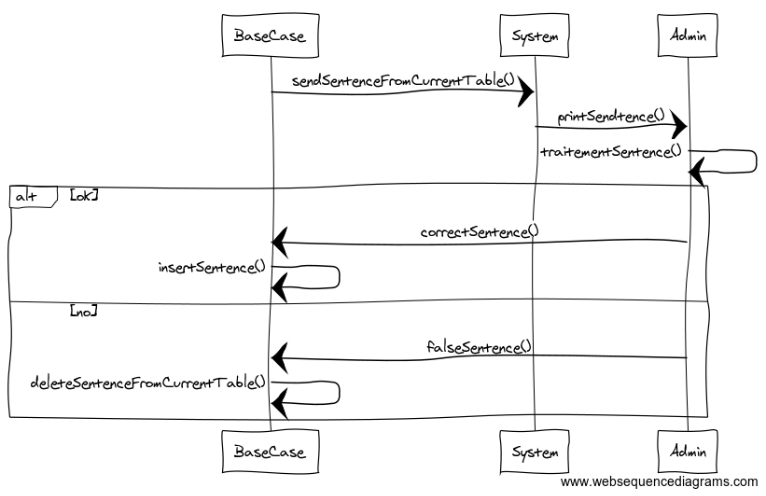 BaseCase System Admin
sendSentenceFromCurrentTable()
printSendtence()
traitementSentence()
alt [ok]
correctSentence()
insertSentence()
[no]
falseSentence()
deleteSentenceFromCurrentTable()
BaseCase System Admin
www.websequencediagrams.com